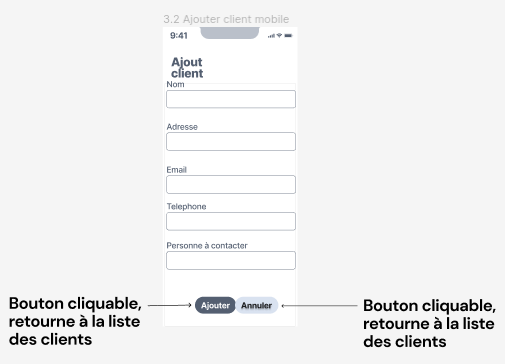 3.2 Ajouter client mobile
9:41
Ajout
client
Nom
Adresse
Email
Telephone
Personne à contacter
Ajouter Annuler
Bouton cliquable,
retourne à la liste
des clients
Bouton cliquable,
retourne à la liste
des clients